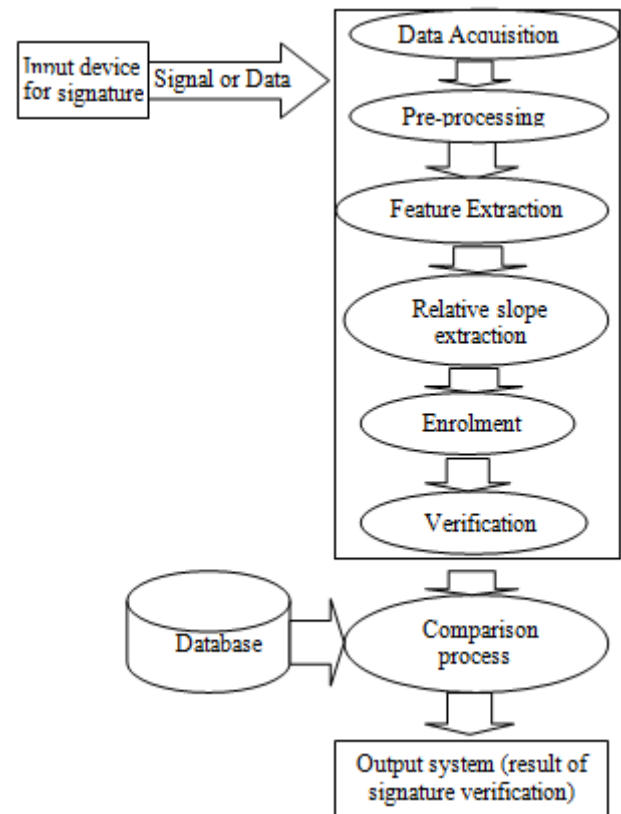 Data Acquisition
Input device
for signature
Signal or Data
Pre-processing
Feature Extraction
Relative slope
extraction
Enrolment
Verification
Database
Comparison
process
Output system (result of
signature verification)